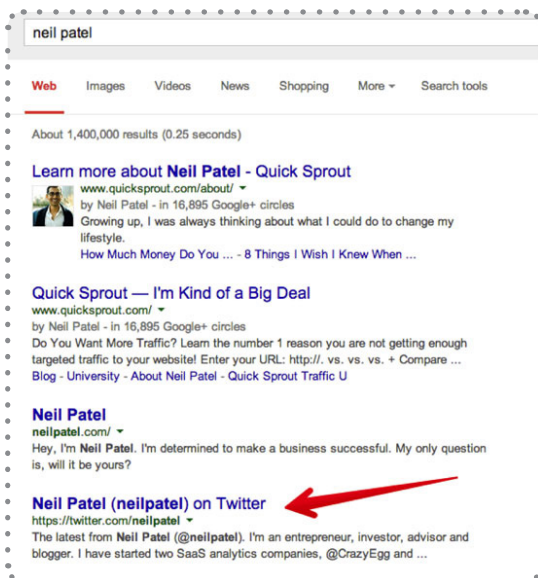 neil patel
Web Images Videos News Shopping More Search tools
About 1,400,000 results (0.25 seconds)
Learn more about Neil Patel - Quick Sprout
www.quicksprout.com/about/
by Neil Patel - in 16,895 Google+ circles
Growing up, I was always thinking about what I could do to change my
lifestyle.
How Much Money Do You ... - 8 Things I Wish I Knew When ...
Quick Sprout — I'm Kind of a Big Deal
www.quicksprout.com/
by Neil Patel - in 16,895 Google+ circles
Do You Want More Traffic? Learn the number 1 reason you are not getting enough
targeted traffic to your website! Enter your URL: http://. vs. vs. vs. + Compare ...
Blog - University - About Neil Patel - Quick Sprout Traffic U
Neil Patel
neilpatel.com/
Hey, I'm Neil Patel. I'm determined to make a business successful. My only question
is, will it be yours?
Neil Patel (neilpatel) on Twitter
https://twitter.com/neilpatel
The latest from Neil Patel (@neilpatel). I'm an entrepreneur, investor, advisor and
blogger. I have started two SaaS analytics companies, @CrazyEgg and ...